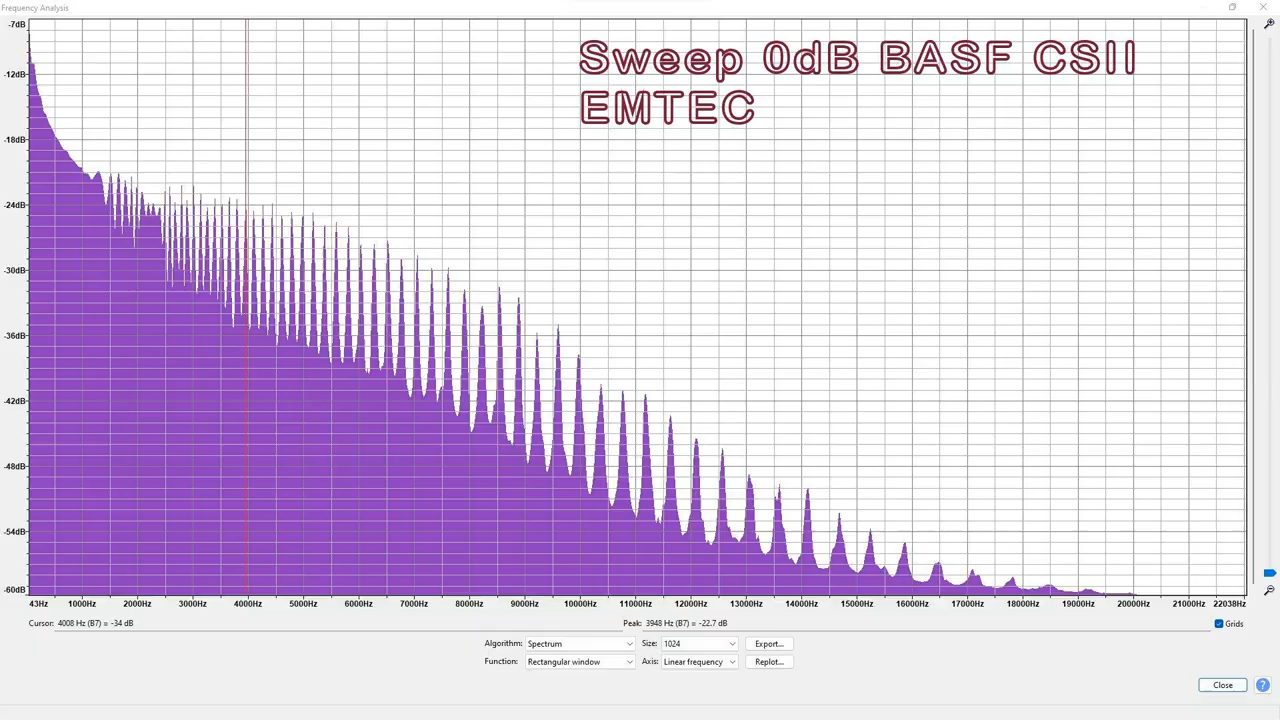 Frequency Analysis
Sweep 0dB BASF CSII
EMTEC
-7dB
-12dB
-18dB
-24dB
-30dB
-36dB
-42dB
-48dB
-54dB
-60dB
43Hz 1000Hz 2000Hz 3000Hz 4000Hz 5000Hz 6000Hz 7000Hz 8000Hz 9000Hz 10000Hz 11000Hz 12000Hz 13000Hz 14000Hz 15000Hz 16000Hz 17000Hz 18000Hz 19000Hz 20000Hz 21000Hz 22038Hz
Cursor: 4008 Hz (B7) = -34 dB Peak: 3948 Hz (B7) = -22.7 dB Grids
Algorithm: Spectrum Size: 1024 Export...
Function: Rectangular window Axis: Linear frequency Replot...
Close ?